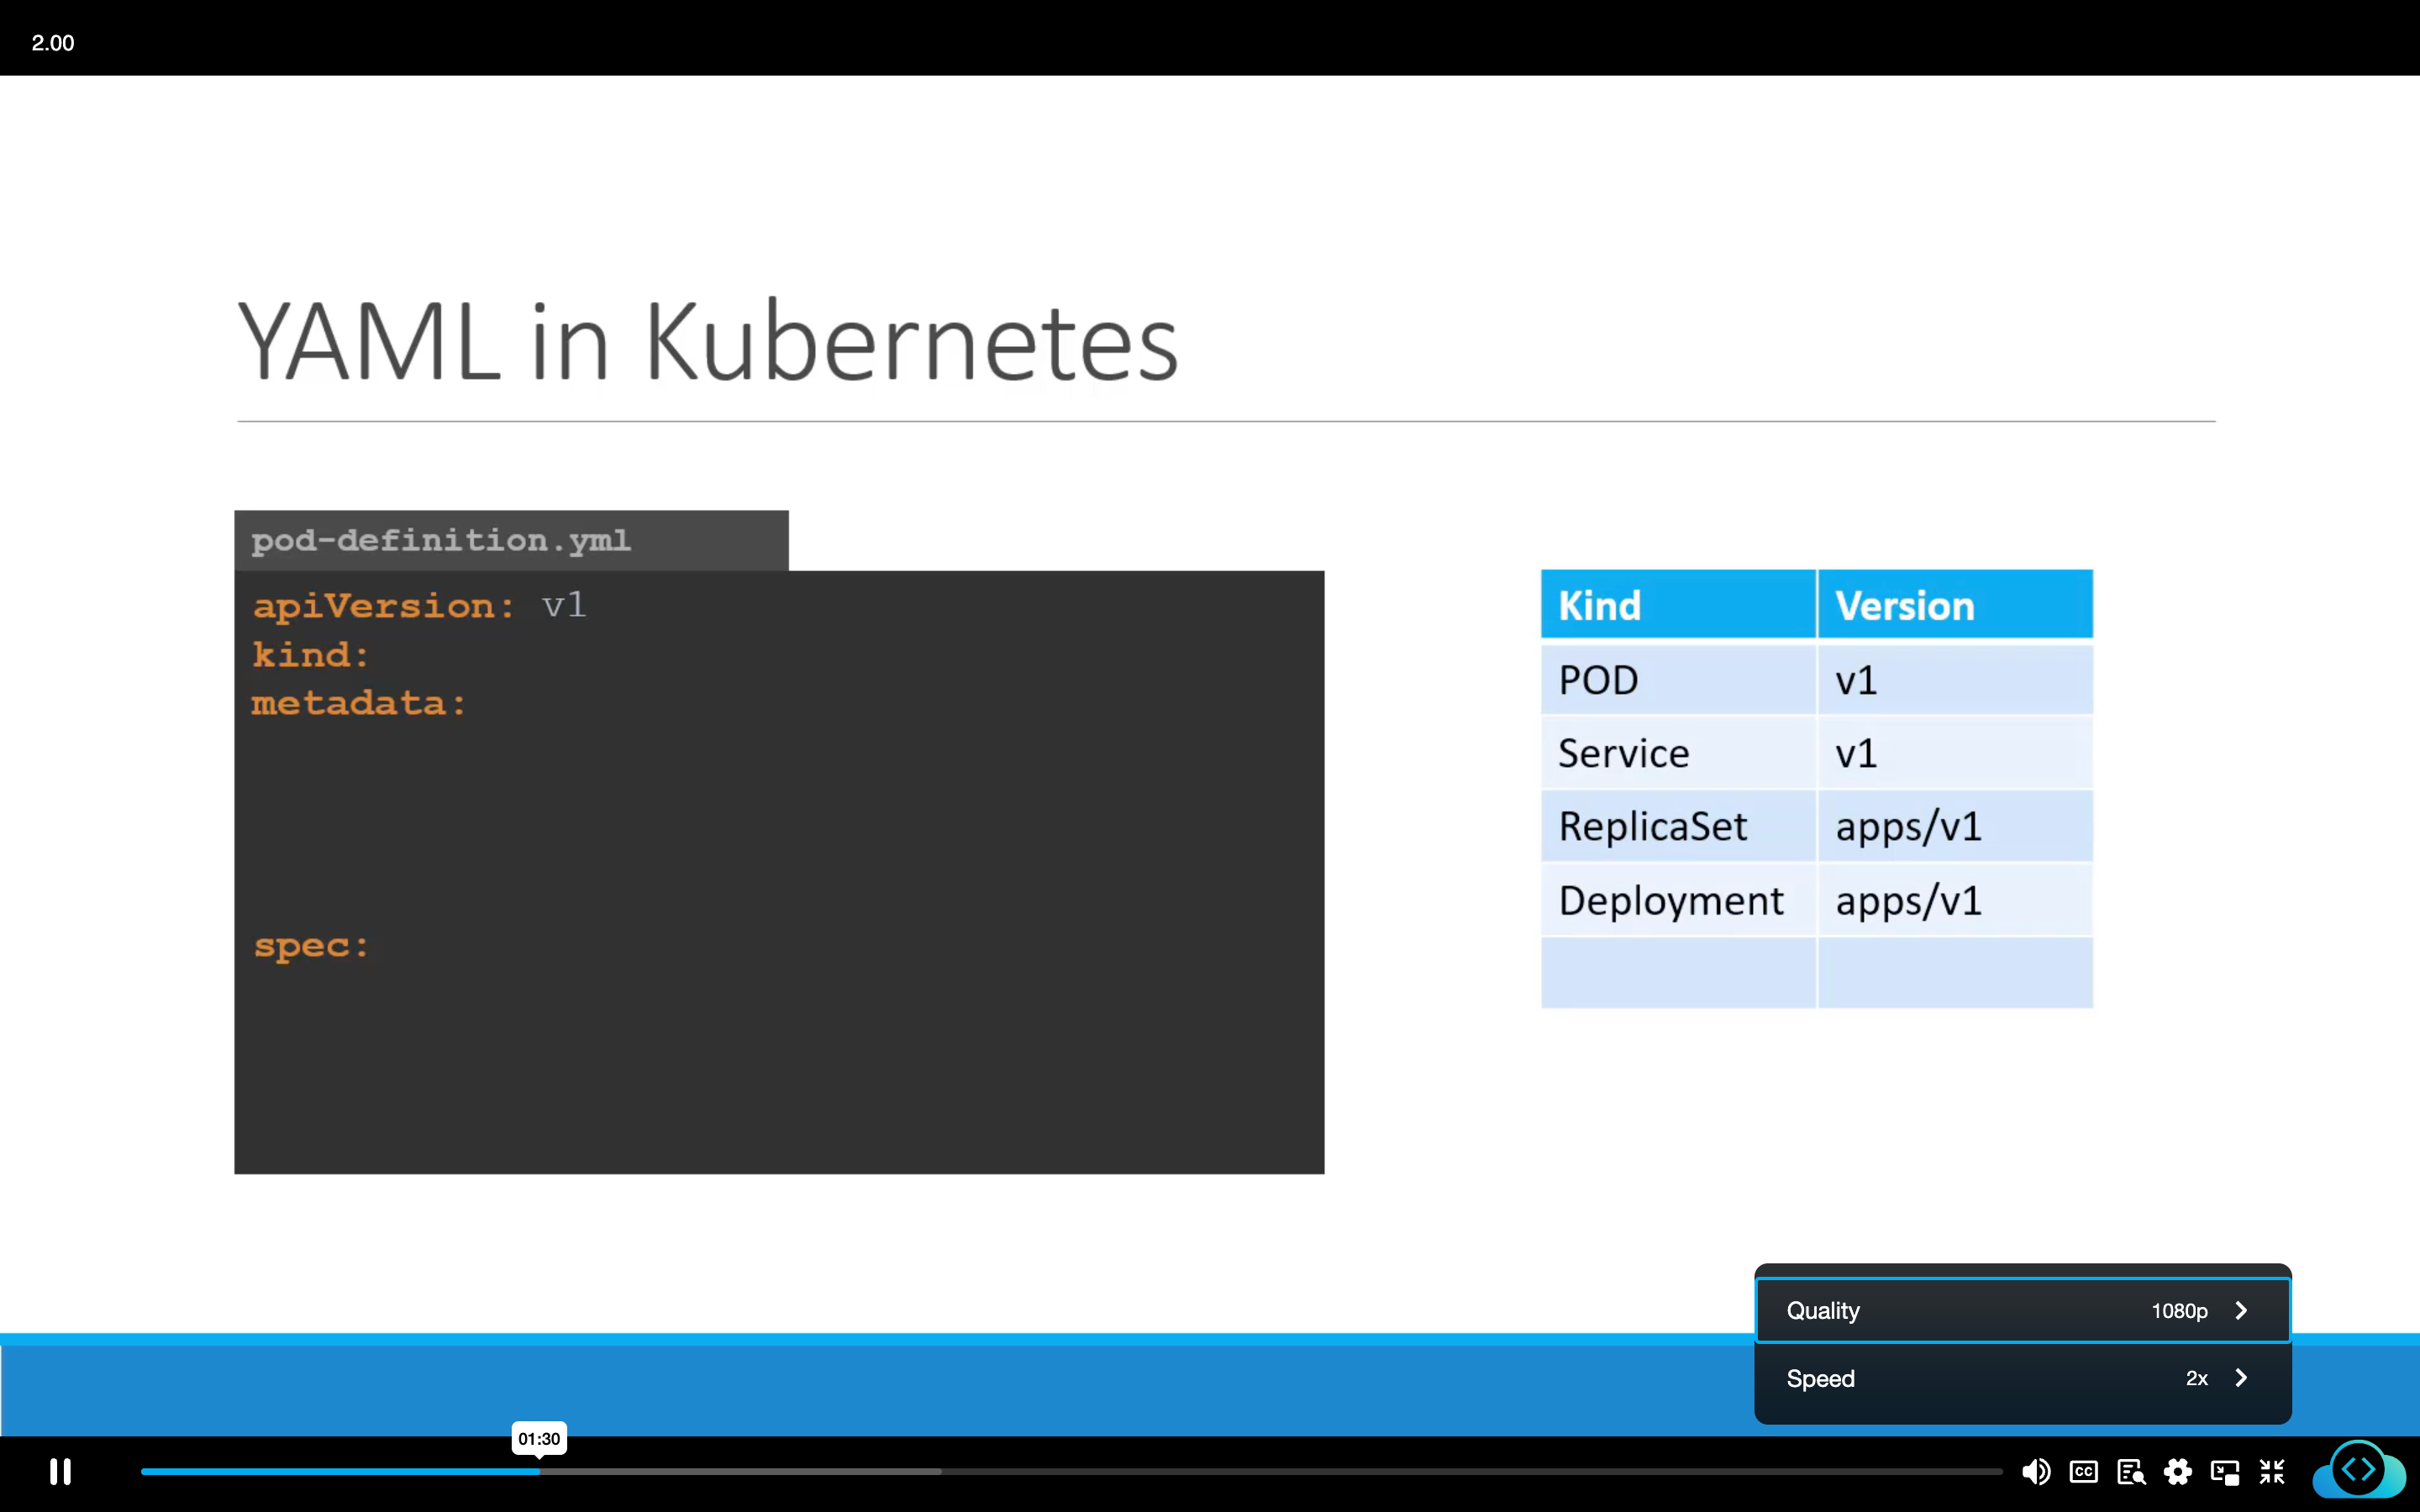 2.00
YAML in Kubernetes
pod-definition.yml
apiVersion: v1
kind:
metadata:
spec:
Kind Version
POD v1
Service v1
ReplicaSet apps/v1
Deployment apps/v1
Quality 1080p
Speed 2x
01:30
CC